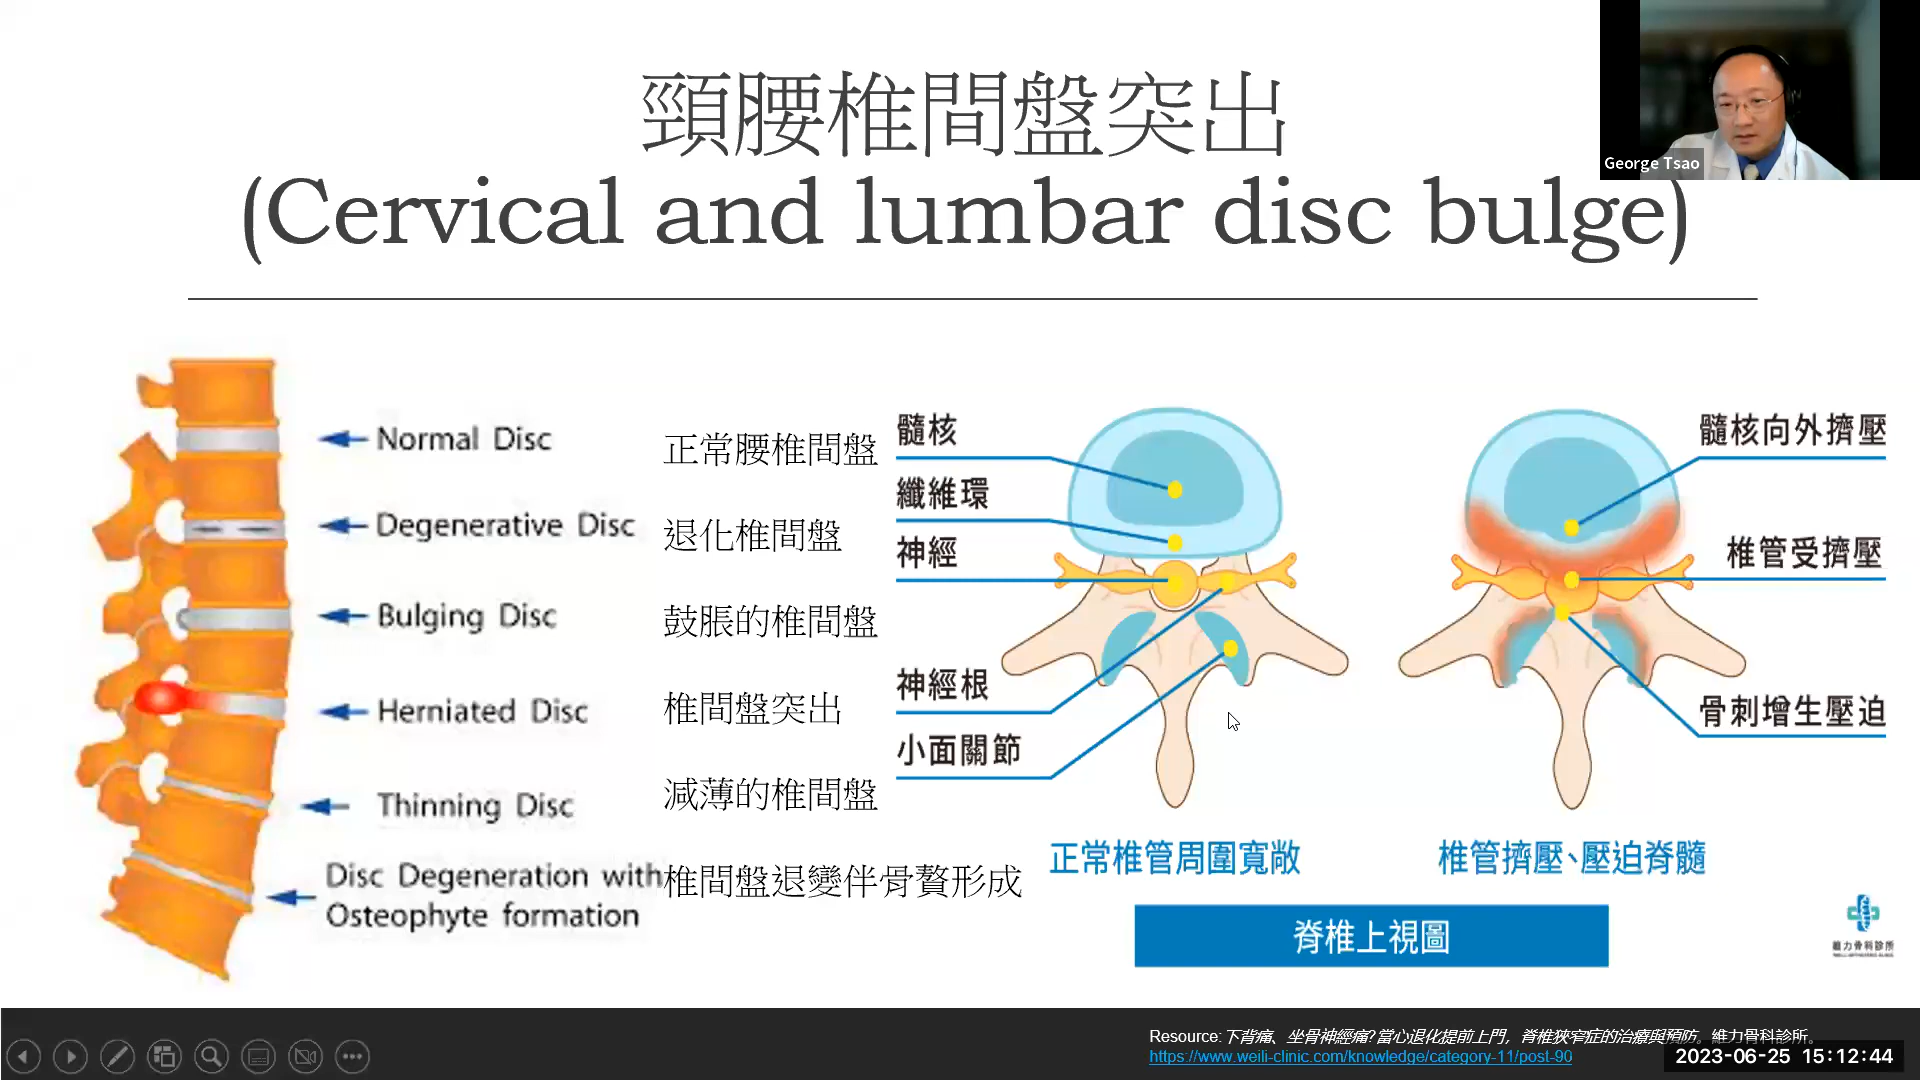 頸腰椎間盤突出
(Cervical and lumbar disc bulge)
George Tsao
Normal Disc
Degenerative Disc
Bulging Disc
Herniated Disc
Thinning Disc
Disc Degeneration with
Osteophyte formation
正常腰椎間盤
退化椎間盤
鼓脹的椎間盤
椎間盤突出
減薄的椎間盤
椎間盤退變伴骨贅形成
髓核
纖維環
神經
神經根
小面關節
正常椎管周圍寬敞
髓核向外擠壓
椎管受擠壓
骨刺增生壓迫
椎管擠壓、壓迫脊髓
脊椎上視圖
維力骨科診所
Resource:下背痛、坐骨神經痛?當心退化提前上門，脊椎狹窄症的治療與預防。維力骨科診所。
https://www.weili-clinic.com/knowledge/category-11/post-90
2023-06-25 15:12:44